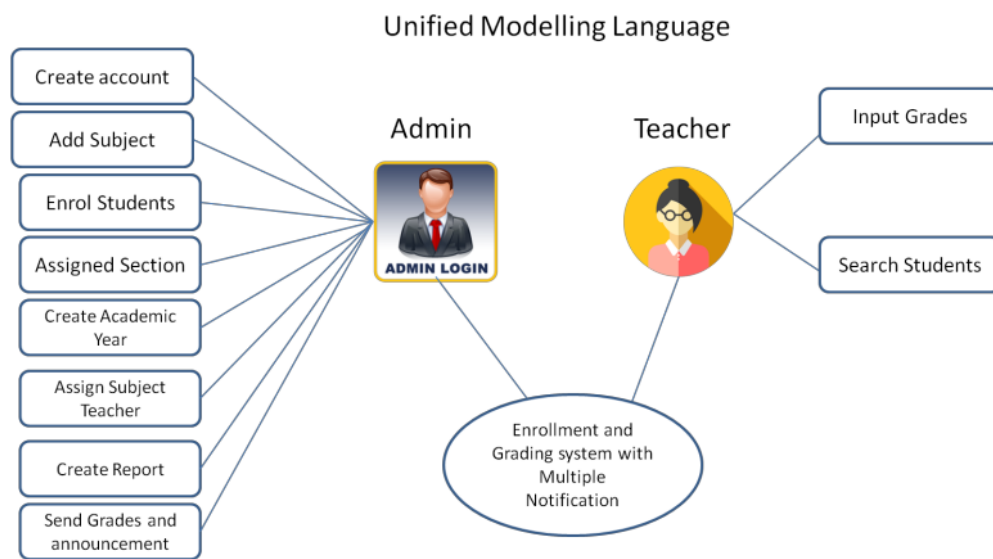 Unified Modelling Language
Create account
Add Subject
Enrol Students
Assigned Section
Create Academic
Year
Assign Subject
Teacher
Create Report
Send Grades and
announcement
Admin
ADMIN LOGIN
Teacher
Input Grades
Search Students
Enrollment and
Grading system with
Multiple
Notification